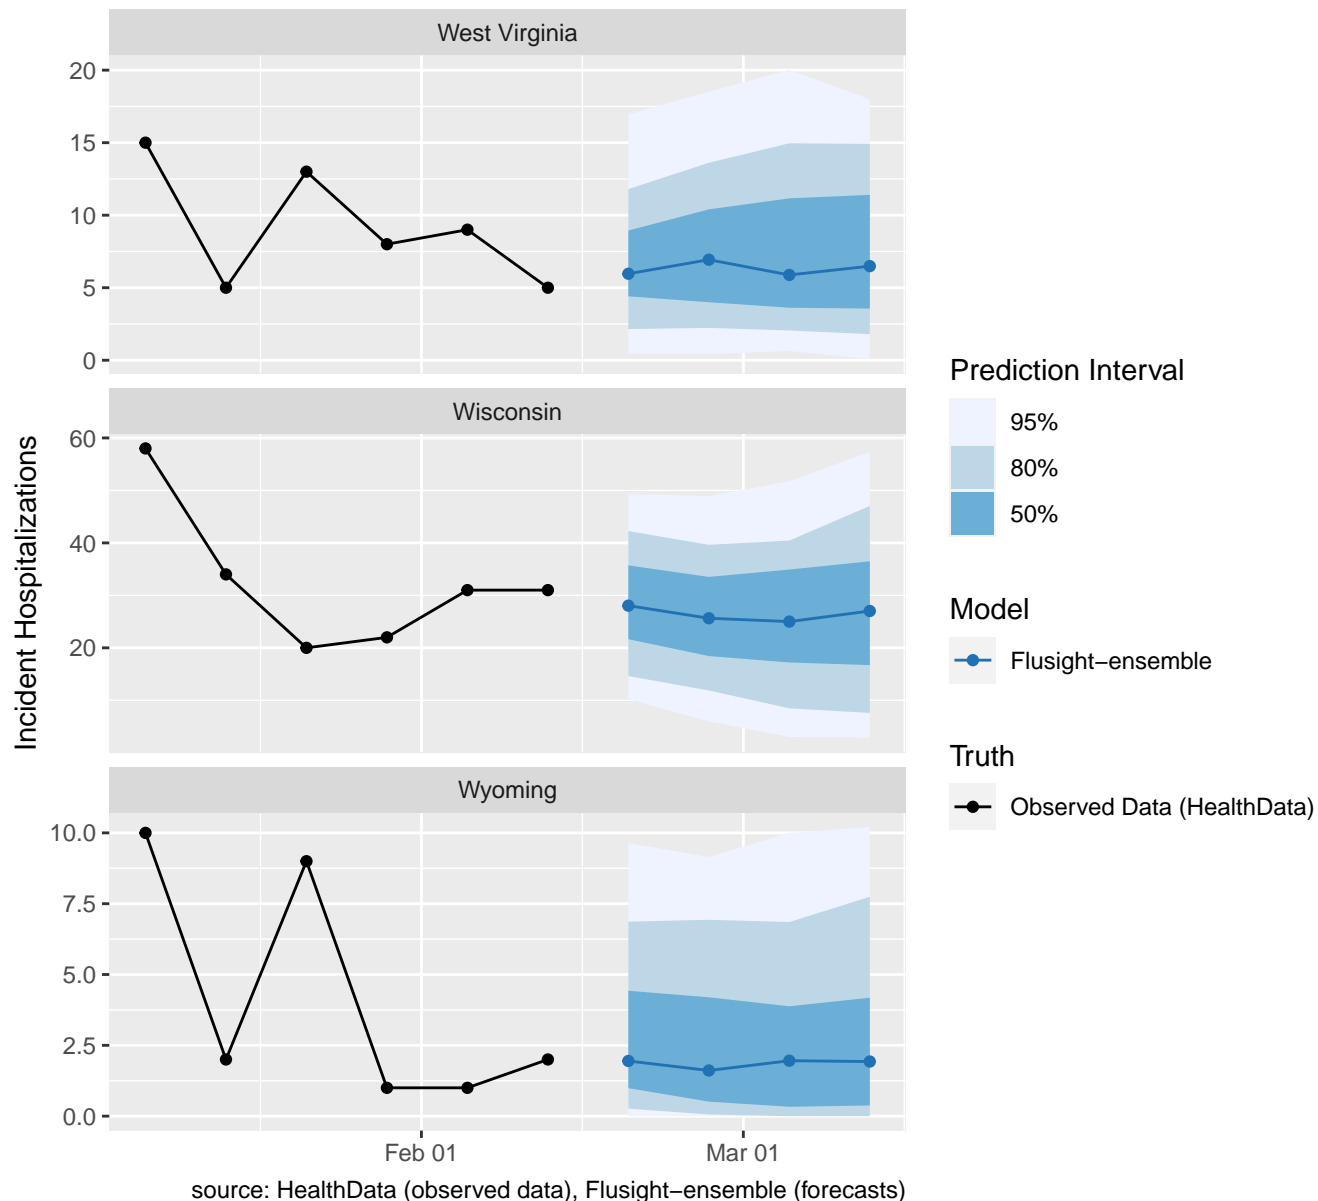 West Virginia
20
15
10
5
0
Wisconsin
60
40
20
Wyoming
10.0
7.5
5.0
2.5
0.0
Feb 01
Mar 01
Incident Hospitalizations
source: HealthData (observed data), Flusight−ensemble (forecasts)
Prediction Interval
95%
80%
50%
Model
Flusight−ensemble
Truth
Observed Data (HealthData)